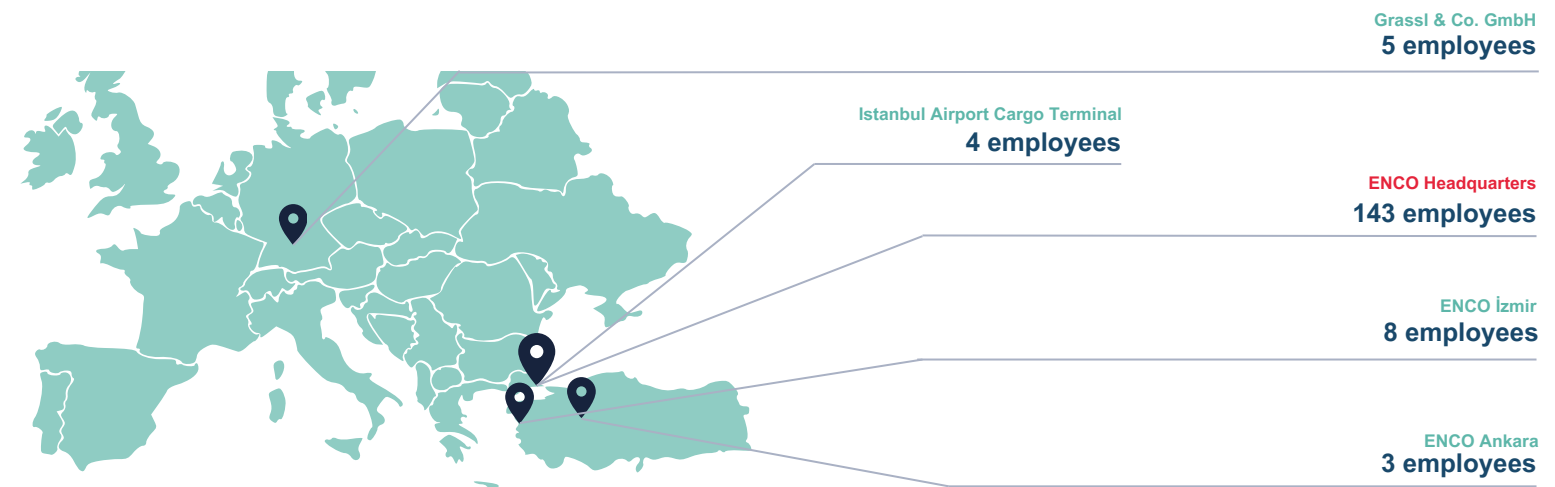 Grassl & Co. GmbH
5 employees
Istanbul Airport Cargo Terminal
4 employees
ENCO Headquarters
143 employees
ENCO İzmir
8 employees
ENCO Ankara
3 employees